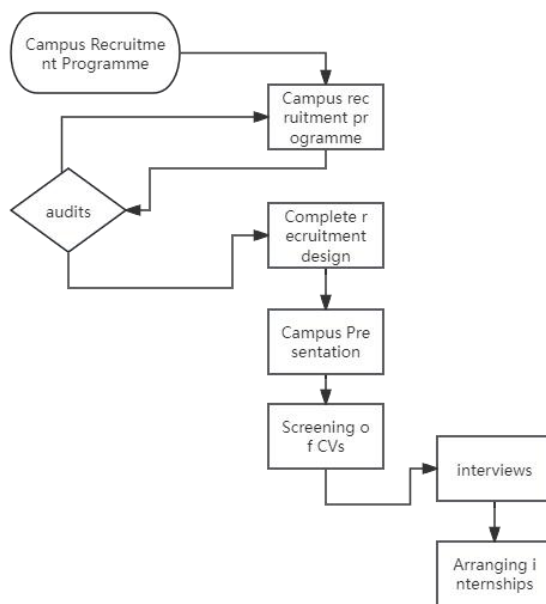 Campus Recruitme
nt Programme
Campus rec
ruitment pr
ogramme
audits
Complete r
ecruitment
design
Campus Pre
sentation
Screening o
f CVs
interviews
Arranging i
nternships